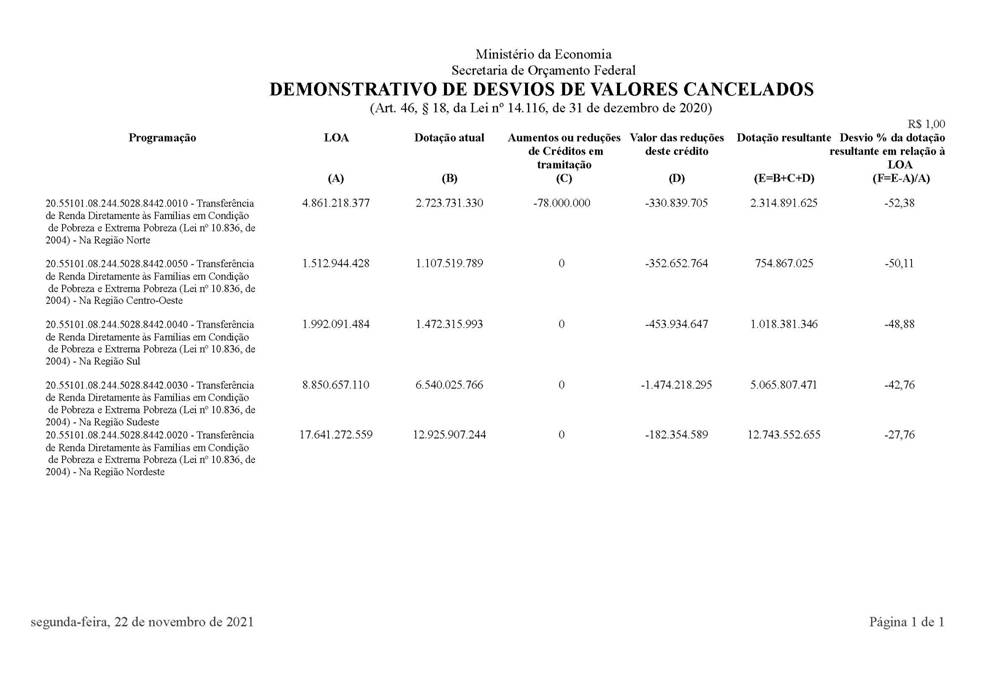 Ministério da Economia
Secretaria de Orçamento Federal
DEMONSTRATIVO DE DESVIOS DE VALORES CANCELADOS
(Art. 46, § 18, da Lei nº 14.116, de 31 de dezembro de 2020)
R$ 1,00
Programação LOA Dotação atual Aumentos ou reduções Valor das reduções Dotação resultante Desvio % da dotação
de Créditos em deste crédito resultante em relação à
tramitação LOA
(A) (B) (C) (D) (E=B+C+D) (F=E-A)/A)
20.55101.08.244.5028.8442.0010 - Transferência 4.861.218.377 2.723.731.330 -78.000.000 -330.839.705 2.314.891.625 -52,38
de Renda Diretamente às Famílias em Condição
de Pobreza e Extrema Pobreza (Lei nº 10.836, de
2004) - Na Região Norte
20.55101.08.244.5028.8442.0050 - Transferência 1.512.944.428 1.107.519.789 0 -352.652.764 754.867.025 -50,11
de Renda Diretamente às Famílias em Condição
de Pobreza e Extrema Pobreza (Lei nº 10.836, de
2004) - Na Região Centro-Oeste
20.55101.08.244.5028.8442.0040 - Transferência 1.992.091.484 1.472.315.993 0 -453.934.647 1.018.381.346 -48,88
de Renda Diretamente às Famílias em Condição
de Pobreza e Extrema Pobreza (Lei nº 10.836, de
2004) - Na Região Sul
20.55101.08.244.5028.8442.0030 - Transferência 8.850.657.110 6.540.025.766 0 -1.474.218.295 5.065.807.471 -42,76
de Renda Diretamente às Famílias em Condição
de Pobreza e Extrema Pobreza (Lei nº 10.836, de
2004) - Na Região Sudeste
20.55101.08.244.5028.8442.0020 - Transferência 17.641.272.559 12.925.907.244 0 -182.354.589 12.743.552.655 -27,76
de Renda Diretamente às Famílias em Condição
de Pobreza e Extrema Pobreza (Lei nº 10.836, de
2004) - Na Região Nordeste
segunda-feira, 22 de novembro de 2021 Página 1 de 1